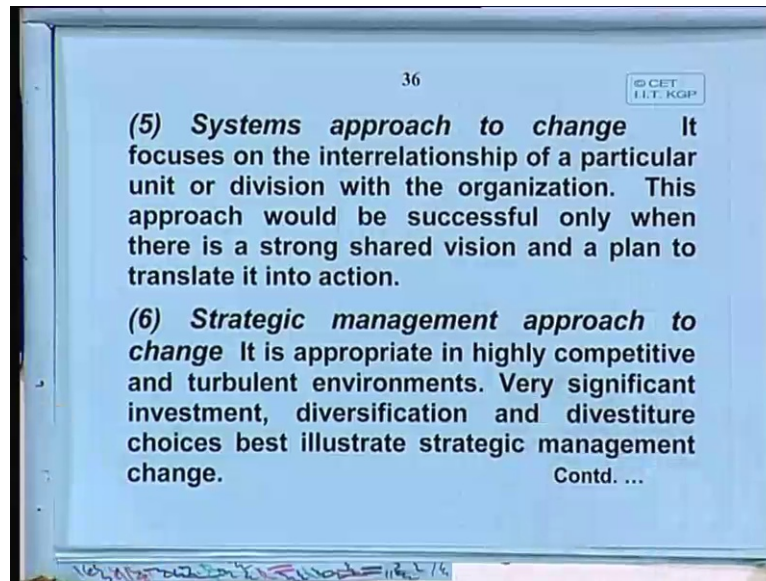 36
© CET
I.I.T. KGP
(5) Systems approach to change It
focuses on the interrelationship of a particular
unit or division with the organization. This
approach would be successful only when
there is a strong shared vision and a plan to
translate it into action.
(6) Strategic management approach to
change It is appropriate in highly competitive
and turbulent environments. Very significant
investment, diversification and divestiture
choices best illustrate strategic management
change.
Contd. ...